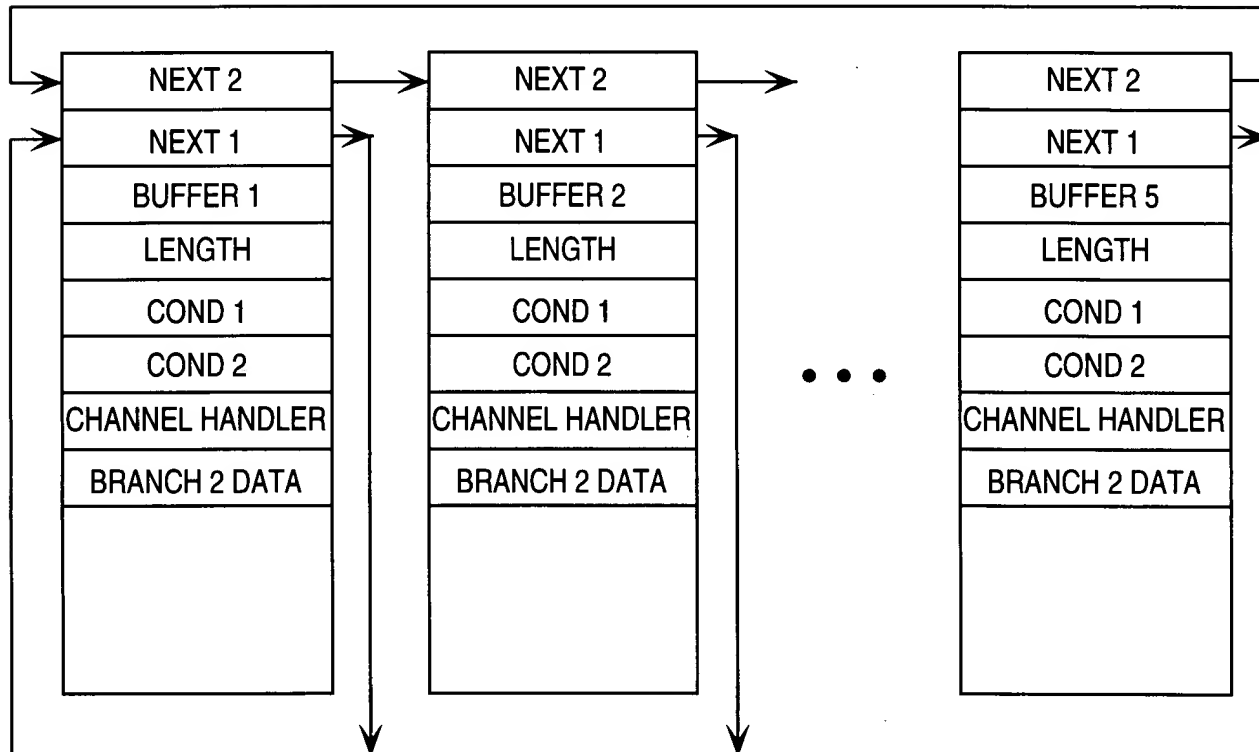 NEXT 2
NEXT 1
BUFFER 1
LENGTH
COND 1
COND 2
CHANNEL HANDLER
BRANCH 2 DATA
NEXT 2
NEXT 1
BUFFER 2
LENGTH
COND 1
COND 2
CHANNEL HANDLER
BRANCH 2 DATA
NEXT 2
NEXT 1
BUFFER 5
LENGTH
COND 1
COND 2
CHANNEL HANDLER
BRANCH 2 DATA